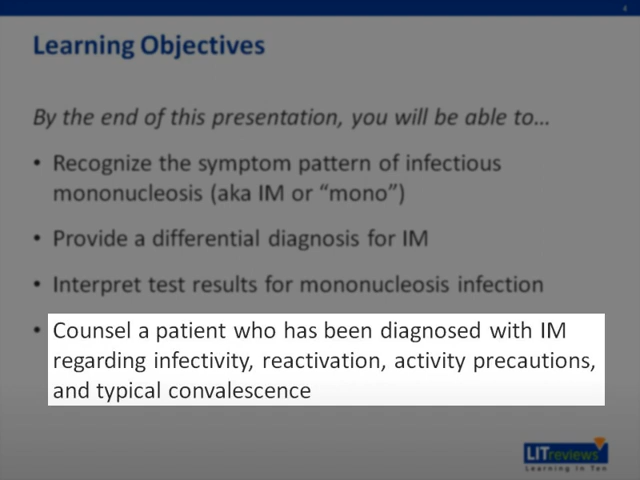 4
Learning Objectives
By the end of this presentation, you will be able to...
• Recognize the symptom pattern of infectious
mononucleosis (aka IM or “mono”)
• Provide a differential diagnosis for IM
• Interpret test results for mononucleosis infection
• Counsel a patient who has been diagnosed with IM
regarding infectivity, reactivation, activity precautions,
and typical convalescence
LITreviews
Learning In Ten